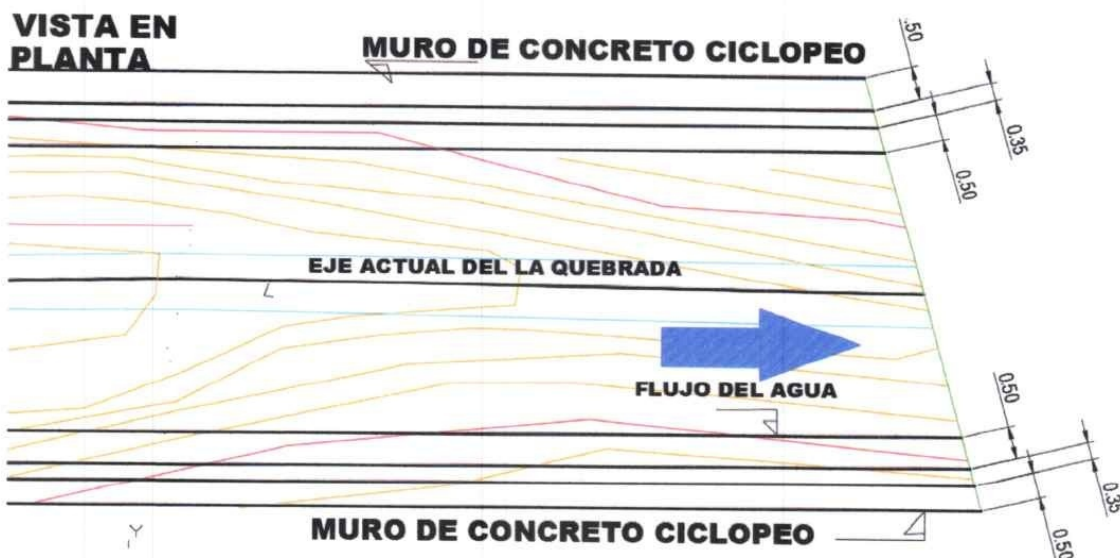 VISTA EN
PLANTA
MURO DE CONCRETO CICLOPEO
.50
0.35
0.50
EJE ACTUAL DEL LA QUEBRADA
FLUJO DEL AGUA
0.50
0.35
0.50
MURO DE CONCRETO CICLOPEO
Y